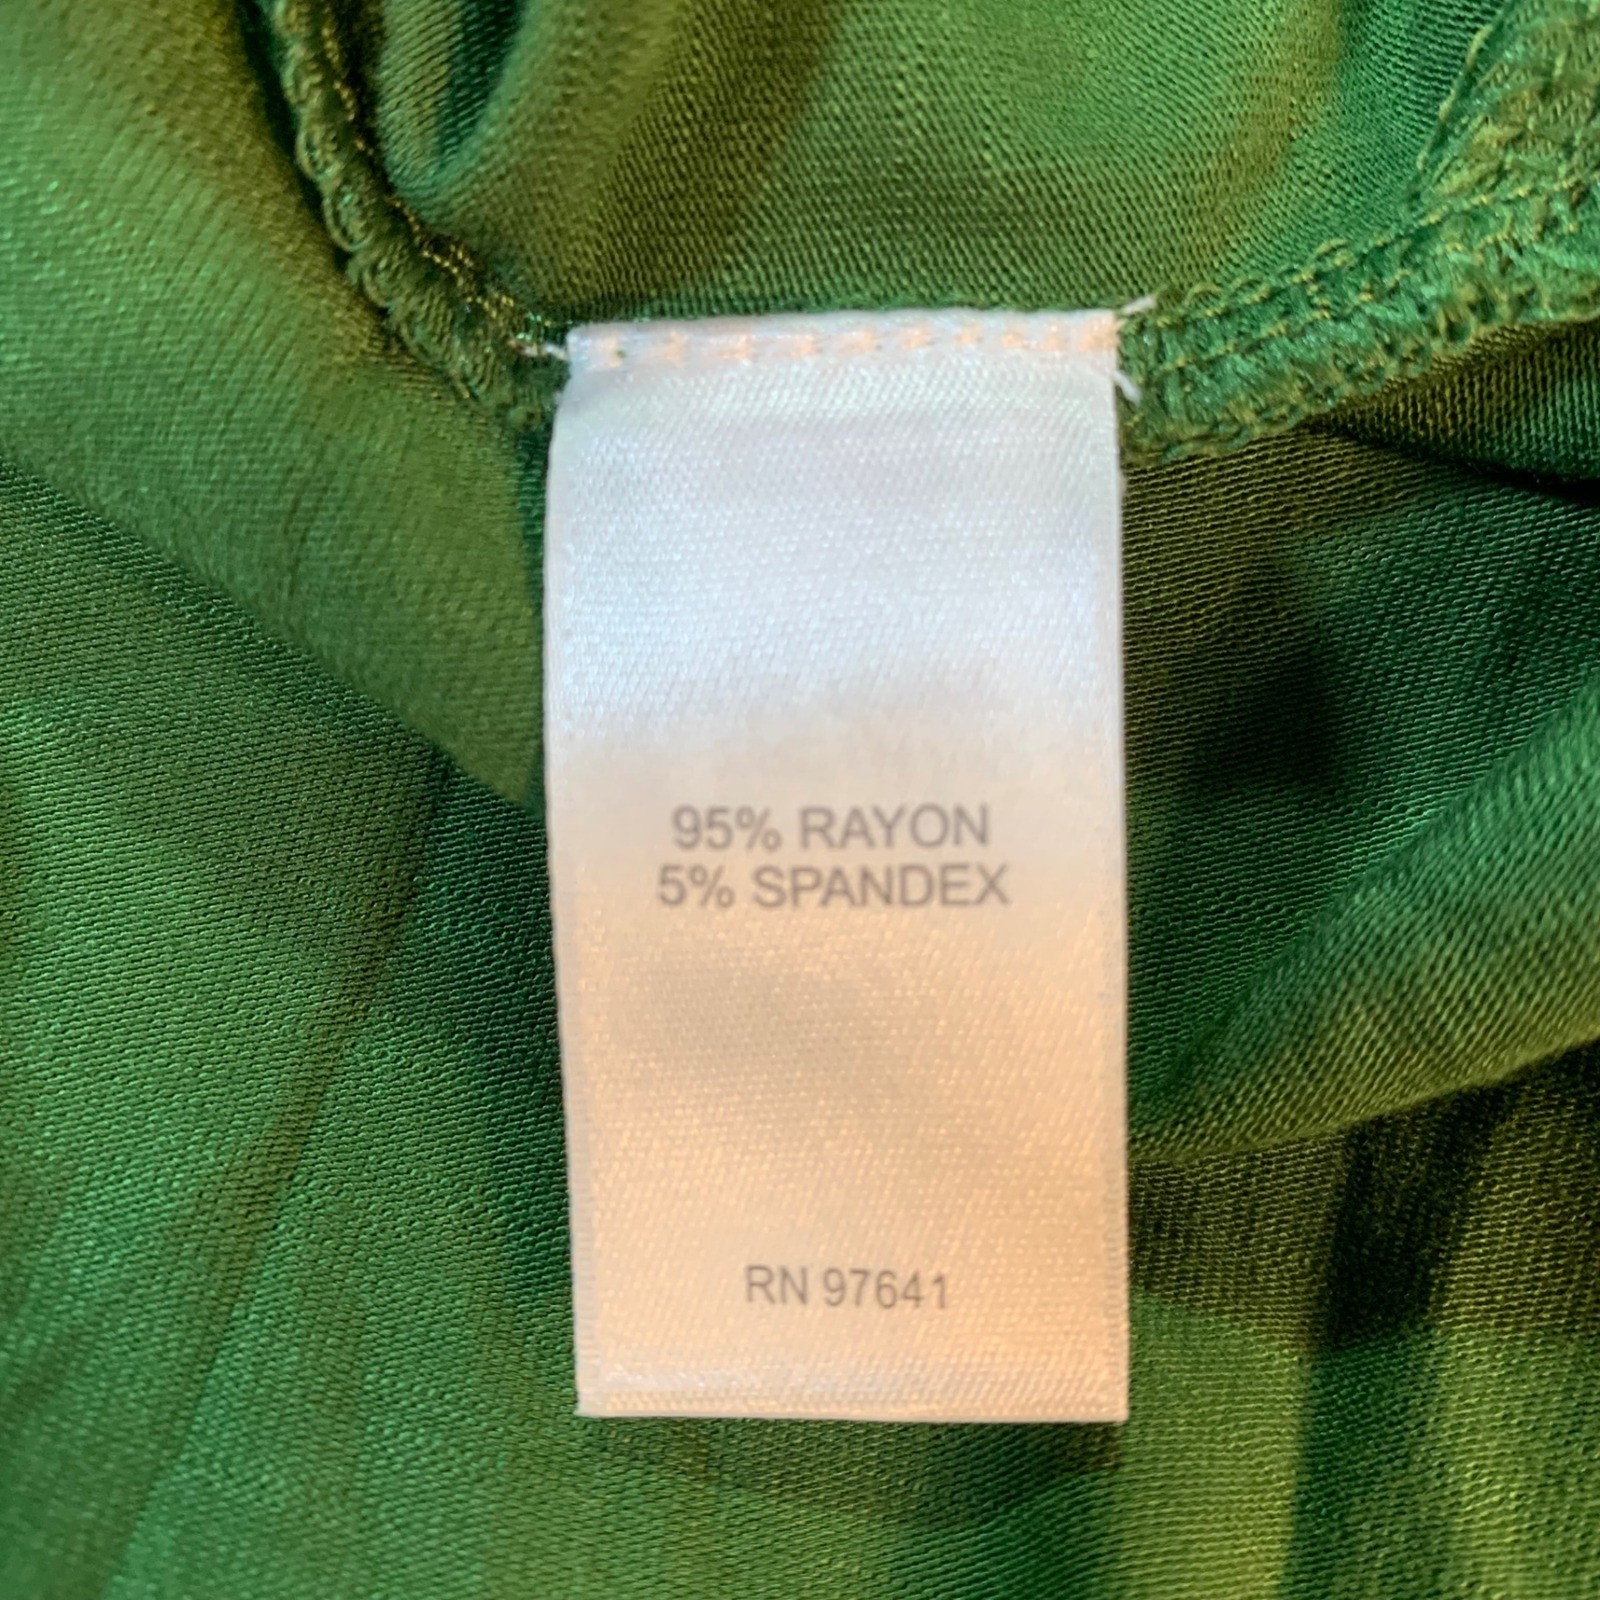 95% RAYON
5% SPANDEX
RN 97641